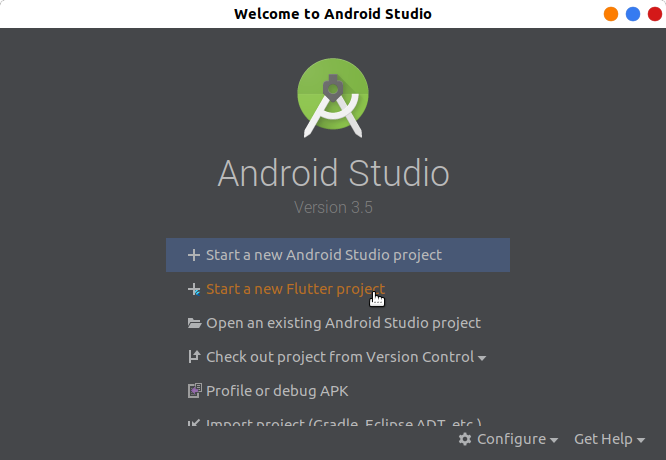 Welcome to Android Studio
Android Studio
Version 3.5
Start a new Android Studio project
Start a new Flutter project
Open an existing Android Studio project
Check out project from Version Control
Profile or debug APK
Import project (Gradle, Eclipse ADT, etc.)
Configure
Get Help